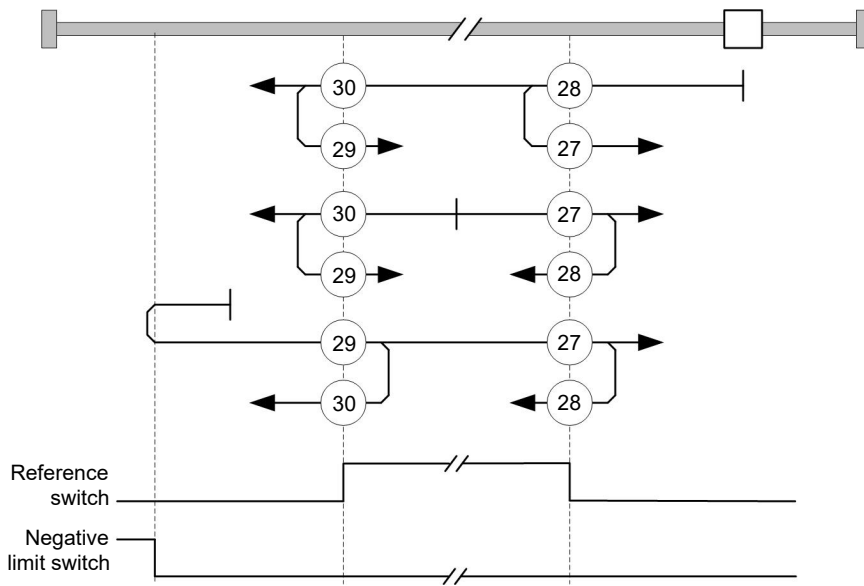 30 28
29 27
30 27
29 28
29 27
30 28
Reference
switch
Negative
limit switch